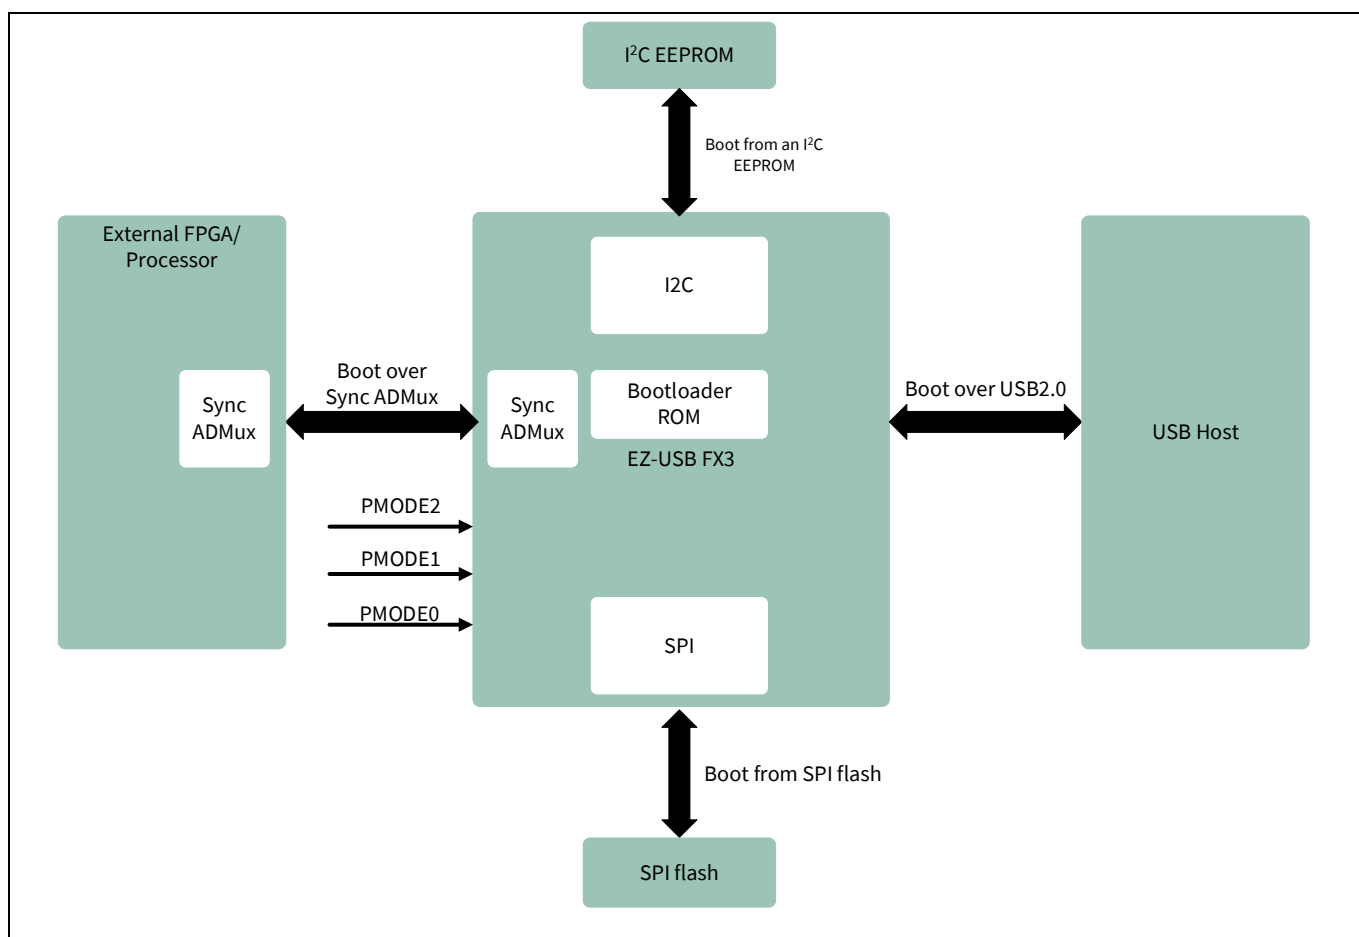 I²C EEPROM
Boot from an I²C
EEPROM
External FPGA/
Processor
I2C
Boot over
Sync ADMux
Sync
ADMux
Sync
ADMux
Bootloader
ROM
EZ-USB FX3
Boot over USB2.0
USB Host
PMODE2
PMODE1
PMODE0
SPI
Boot from SPI flash
SPI flash